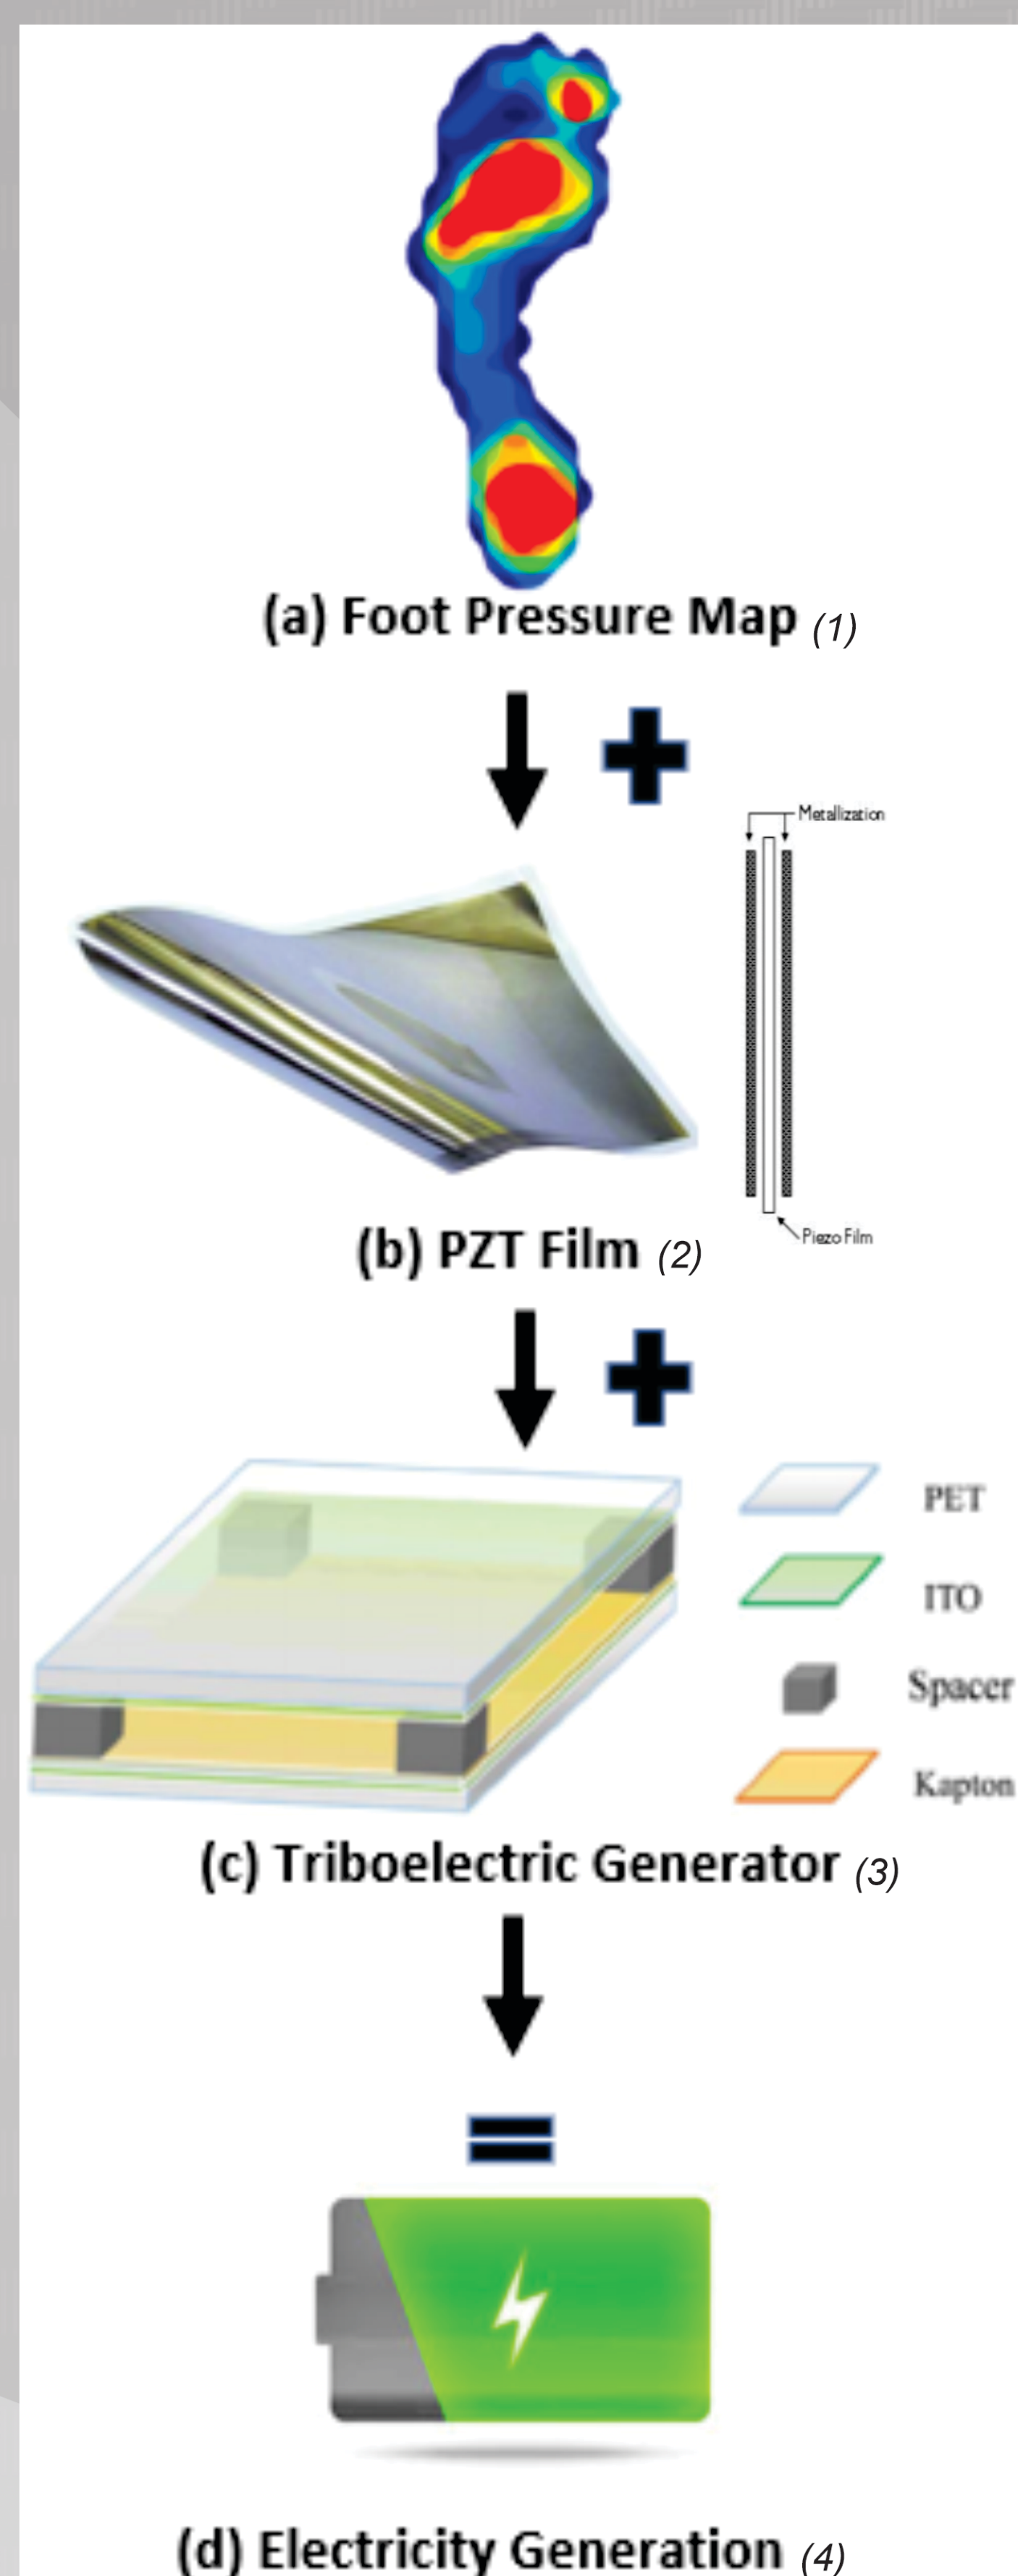 (a) Foot Pressure Map (1)
Metallization
Piezo Film
(b) PZT Film (2)
PET
ITO
Spacer
Kapton
(c) Triboelectric Generator (3)
(d) Electricity Generation (4)